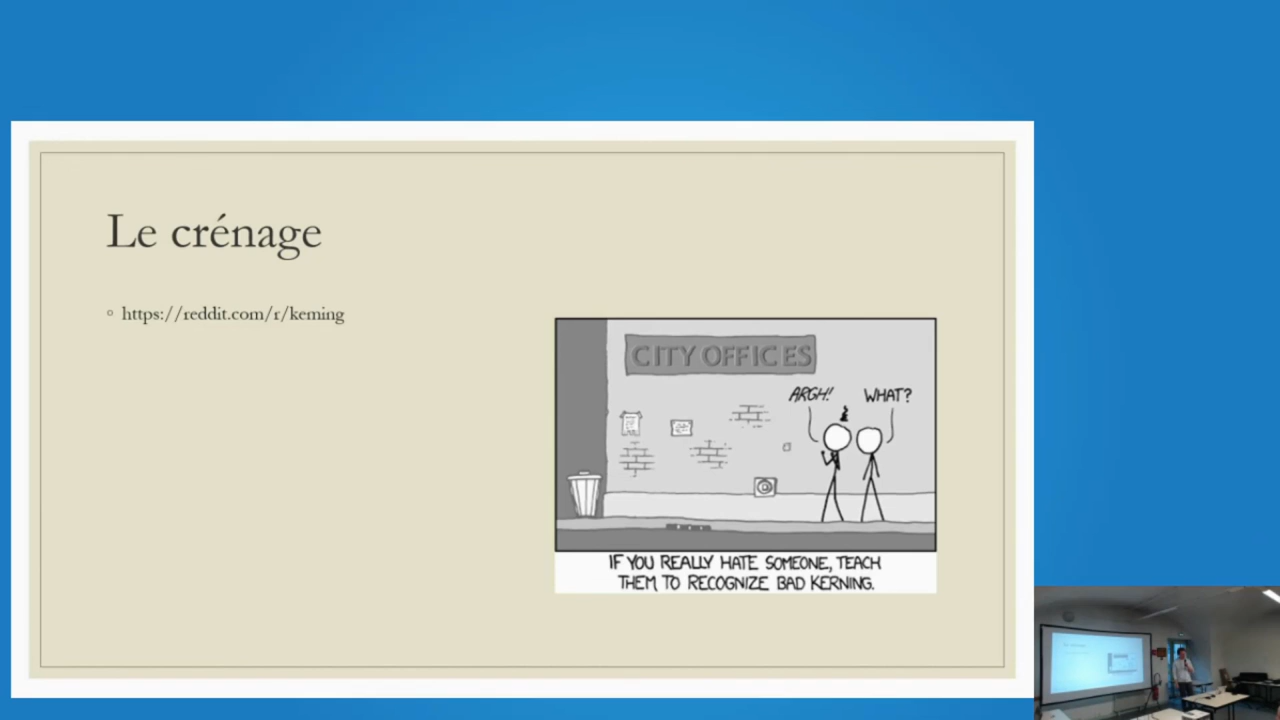 Le crénage
https://reddit.com/r/keming
CITY OFFICES
ARGH!
WHAT?
IF YOU REALLY HATE SOMEONE, TEACH
THEM TO RECOGNIZE BAD KERNING.